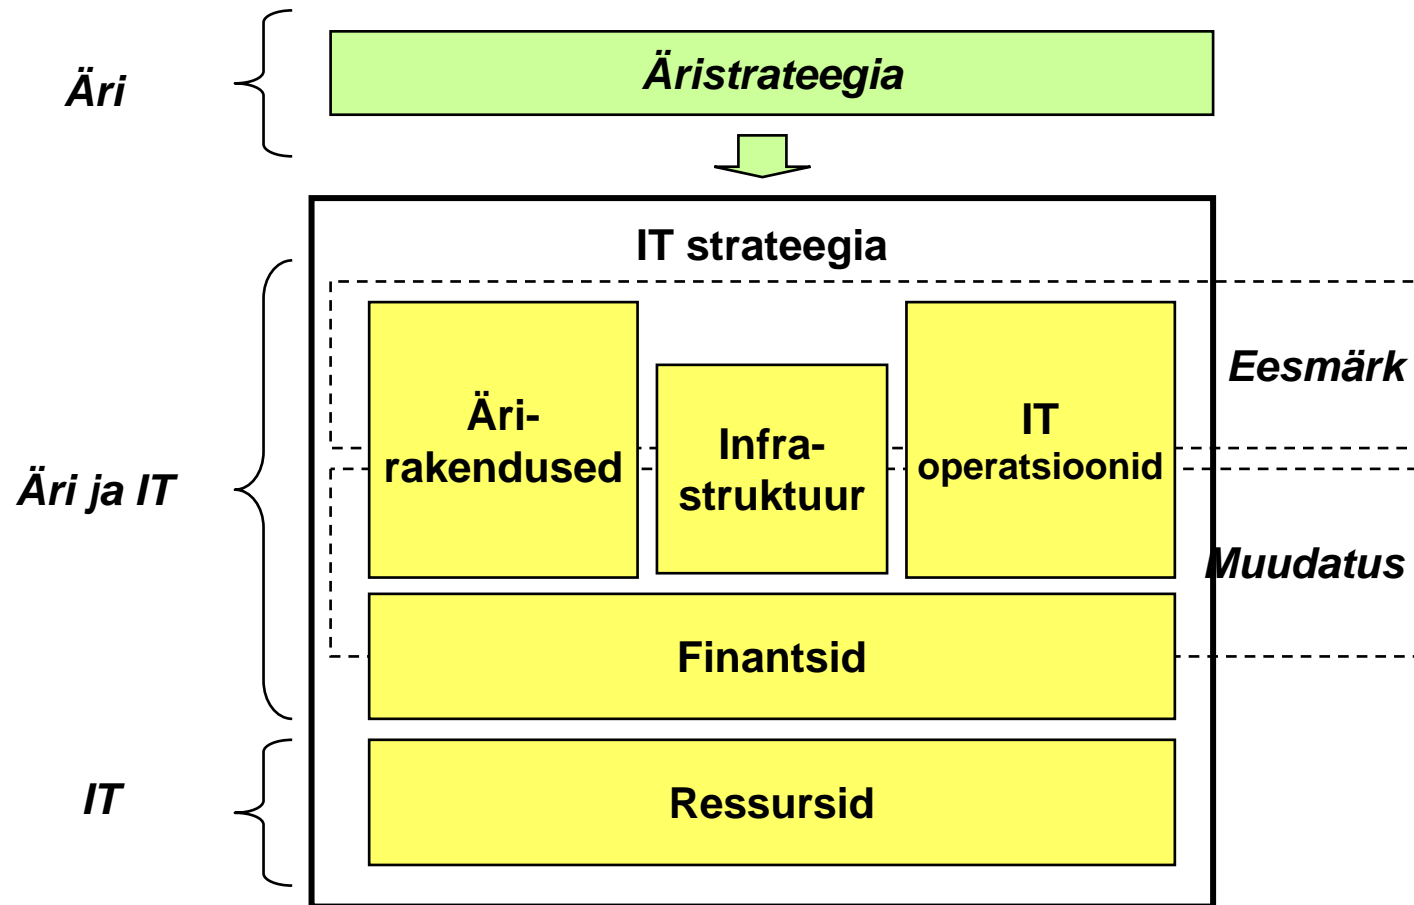 Äri
Äristrateegia
IT strateegia
Äri-
rakendused
Infra-
struktuur
IT
operatsioonid
Eesmärk
Äri ja IT
Muudatus
Finantsid
IT
Ressursid